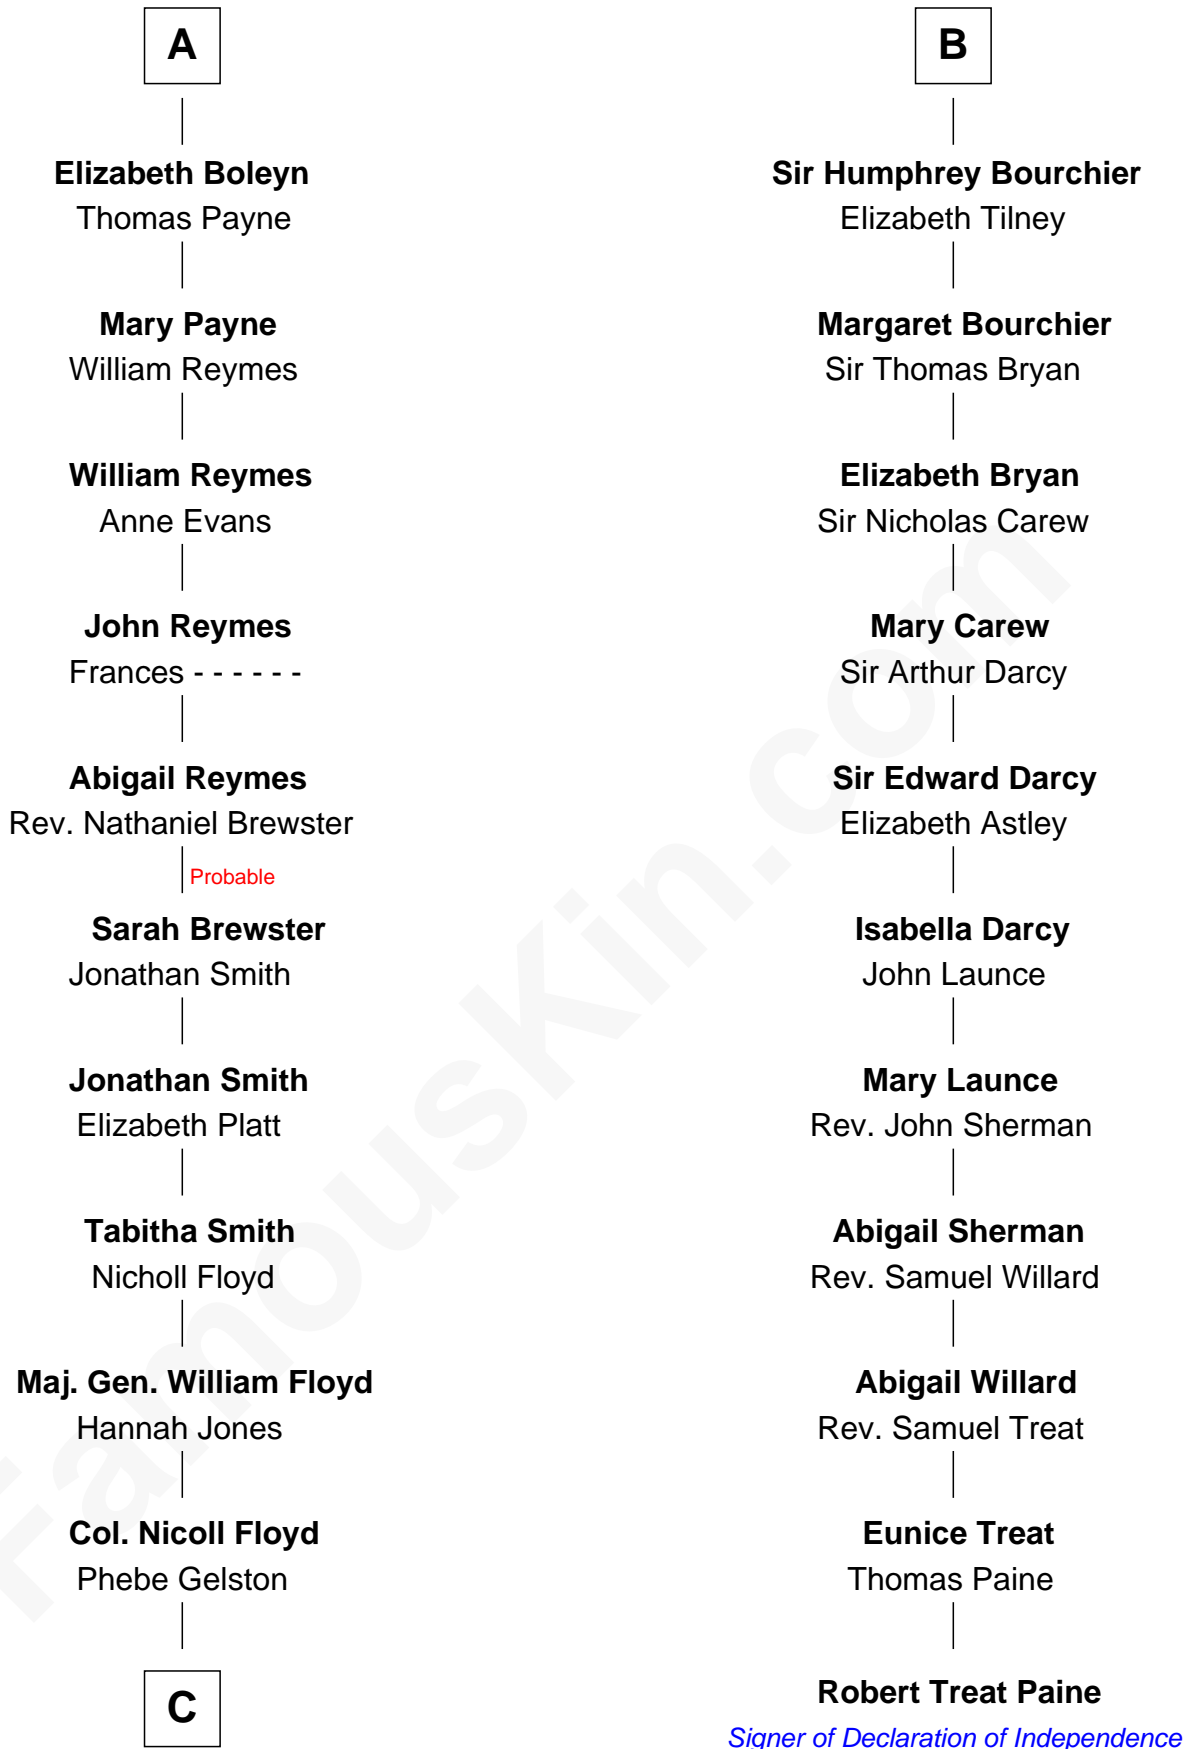 A
Elizabeth Boleyn
Thomas Payne
Mary Payne
William Reymes
William Reymes
Anne Evans
John Reymes
Frances - - - - - -
Abigail Reymes
Rev. Nathaniel Brewster
Probable
Sarah Brewster
Jonathan Smith
Jonathan Smith
Elizabeth Platt
Tabitha Smith
Nicholl Floyd
Maj. Gen. William Floyd
Hannah Jones
Col. Nicoll Floyd
Phebe Gelston
C
B
Sir Humphrey Bourchier
Elizabeth Tilney
Margaret Bourchier
Sir Thomas Bryan
Elizabeth Bryan
Sir Nicholas Carew
Mary Carew
Sir Arthur Darcy
Sir Edward Darcy
Elizabeth Astley
Isabella Darcy
John Launce
Mary Launce
Rev. John Sherman
Abigail Sherman
Rev. Samuel Willard
Abigail Willard
Rev. Samuel Treat
Eunice Treat
Thomas Paine
Robert Treat Paine
Signer of Declaration of Independence
FamousKin.com